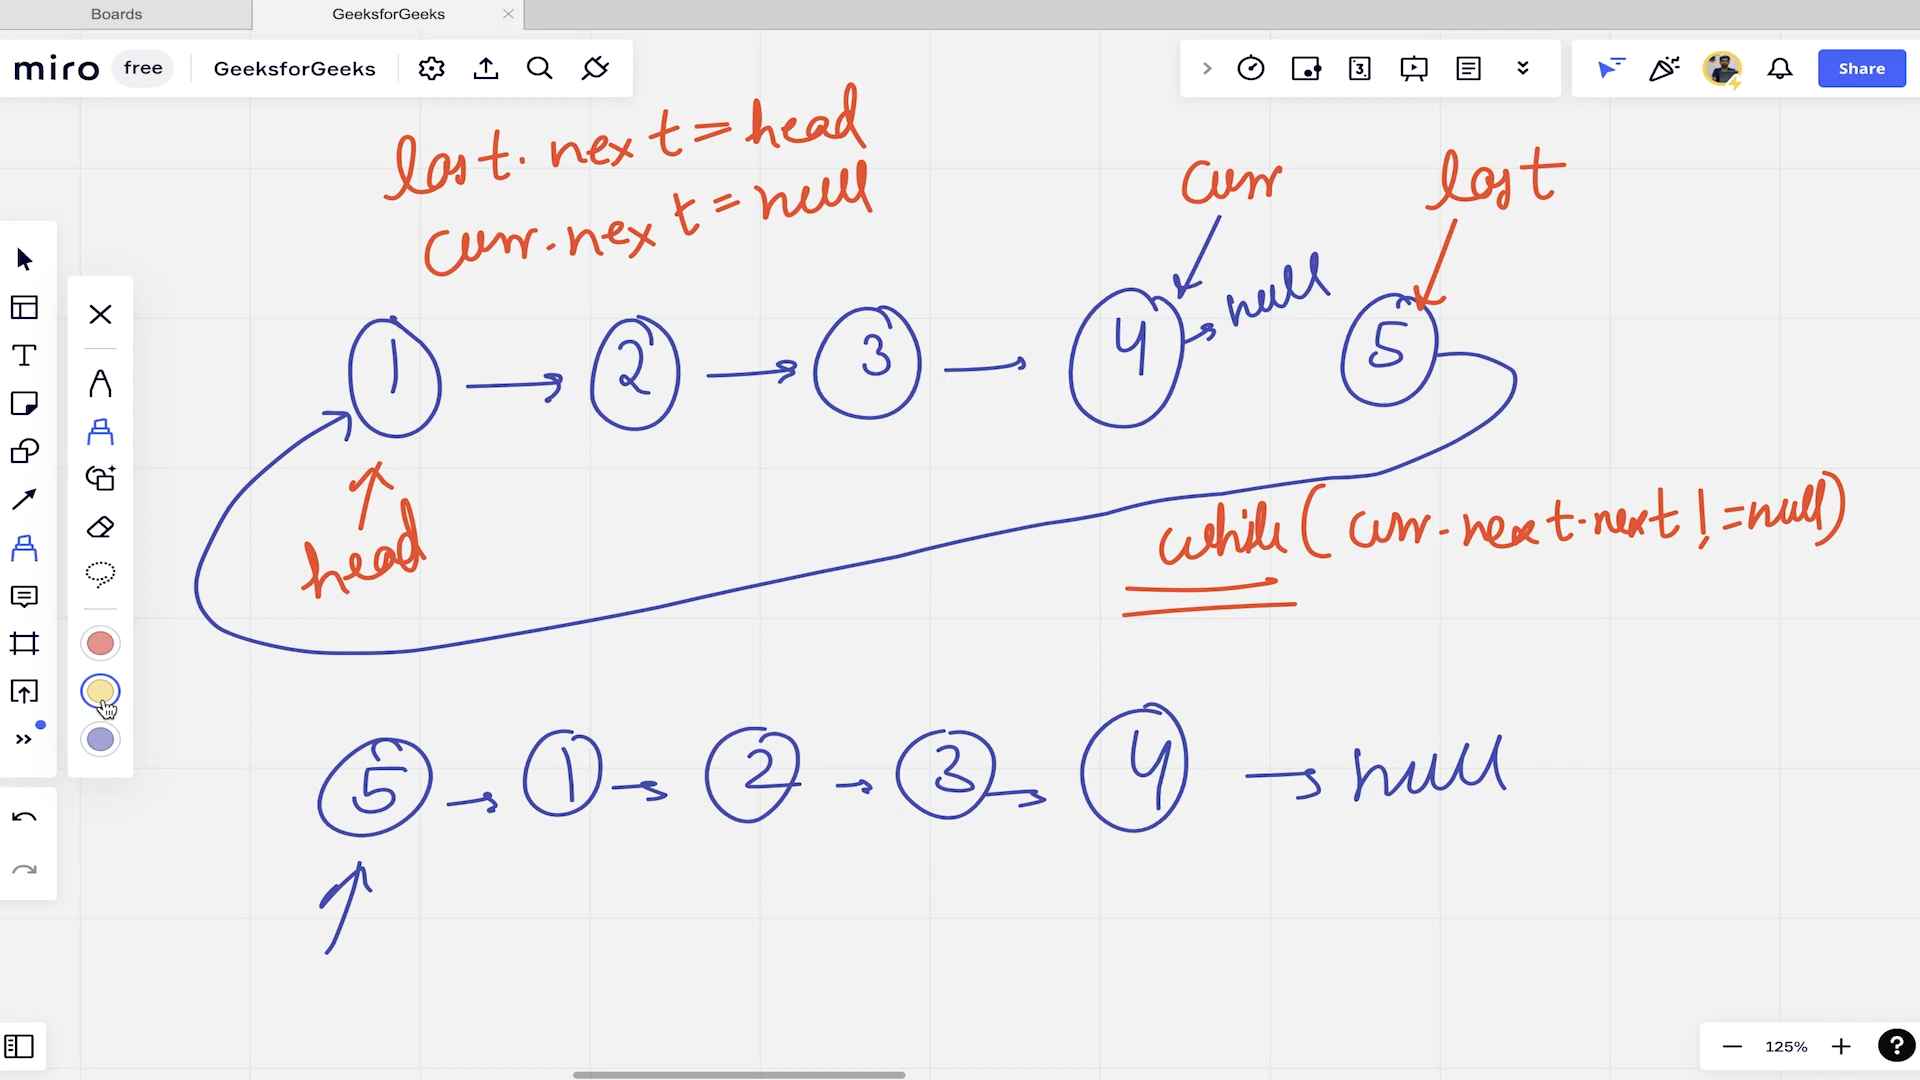 Boards
GeeksforGeeks
miro free GeeksforGeeks
3
Share
last.next = head
curr.next = null
curr
last
null
1 2 3 4 5
head
while ( curr.next.next != null)
5 1 2 3 4 null
125%
?